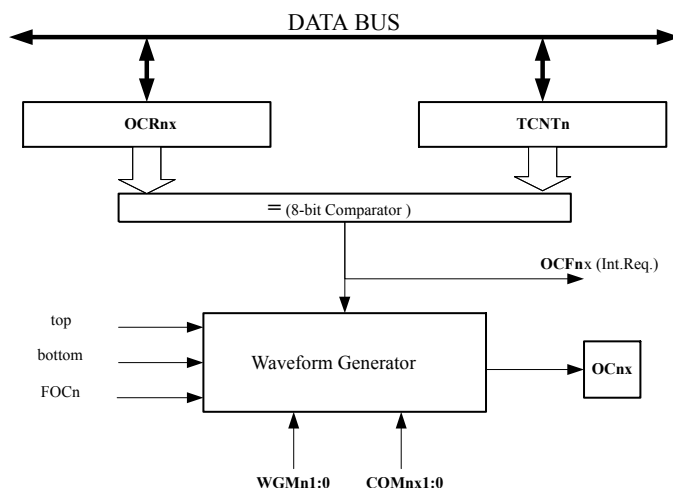 DATA BUS
OCRnx
TCNTn
= (8-bit Comparator )
OCFnx (Int.Req.)
top
bottom
FOCn
Waveform Generator
OCnx
WGMn1:0
COMnx1:0